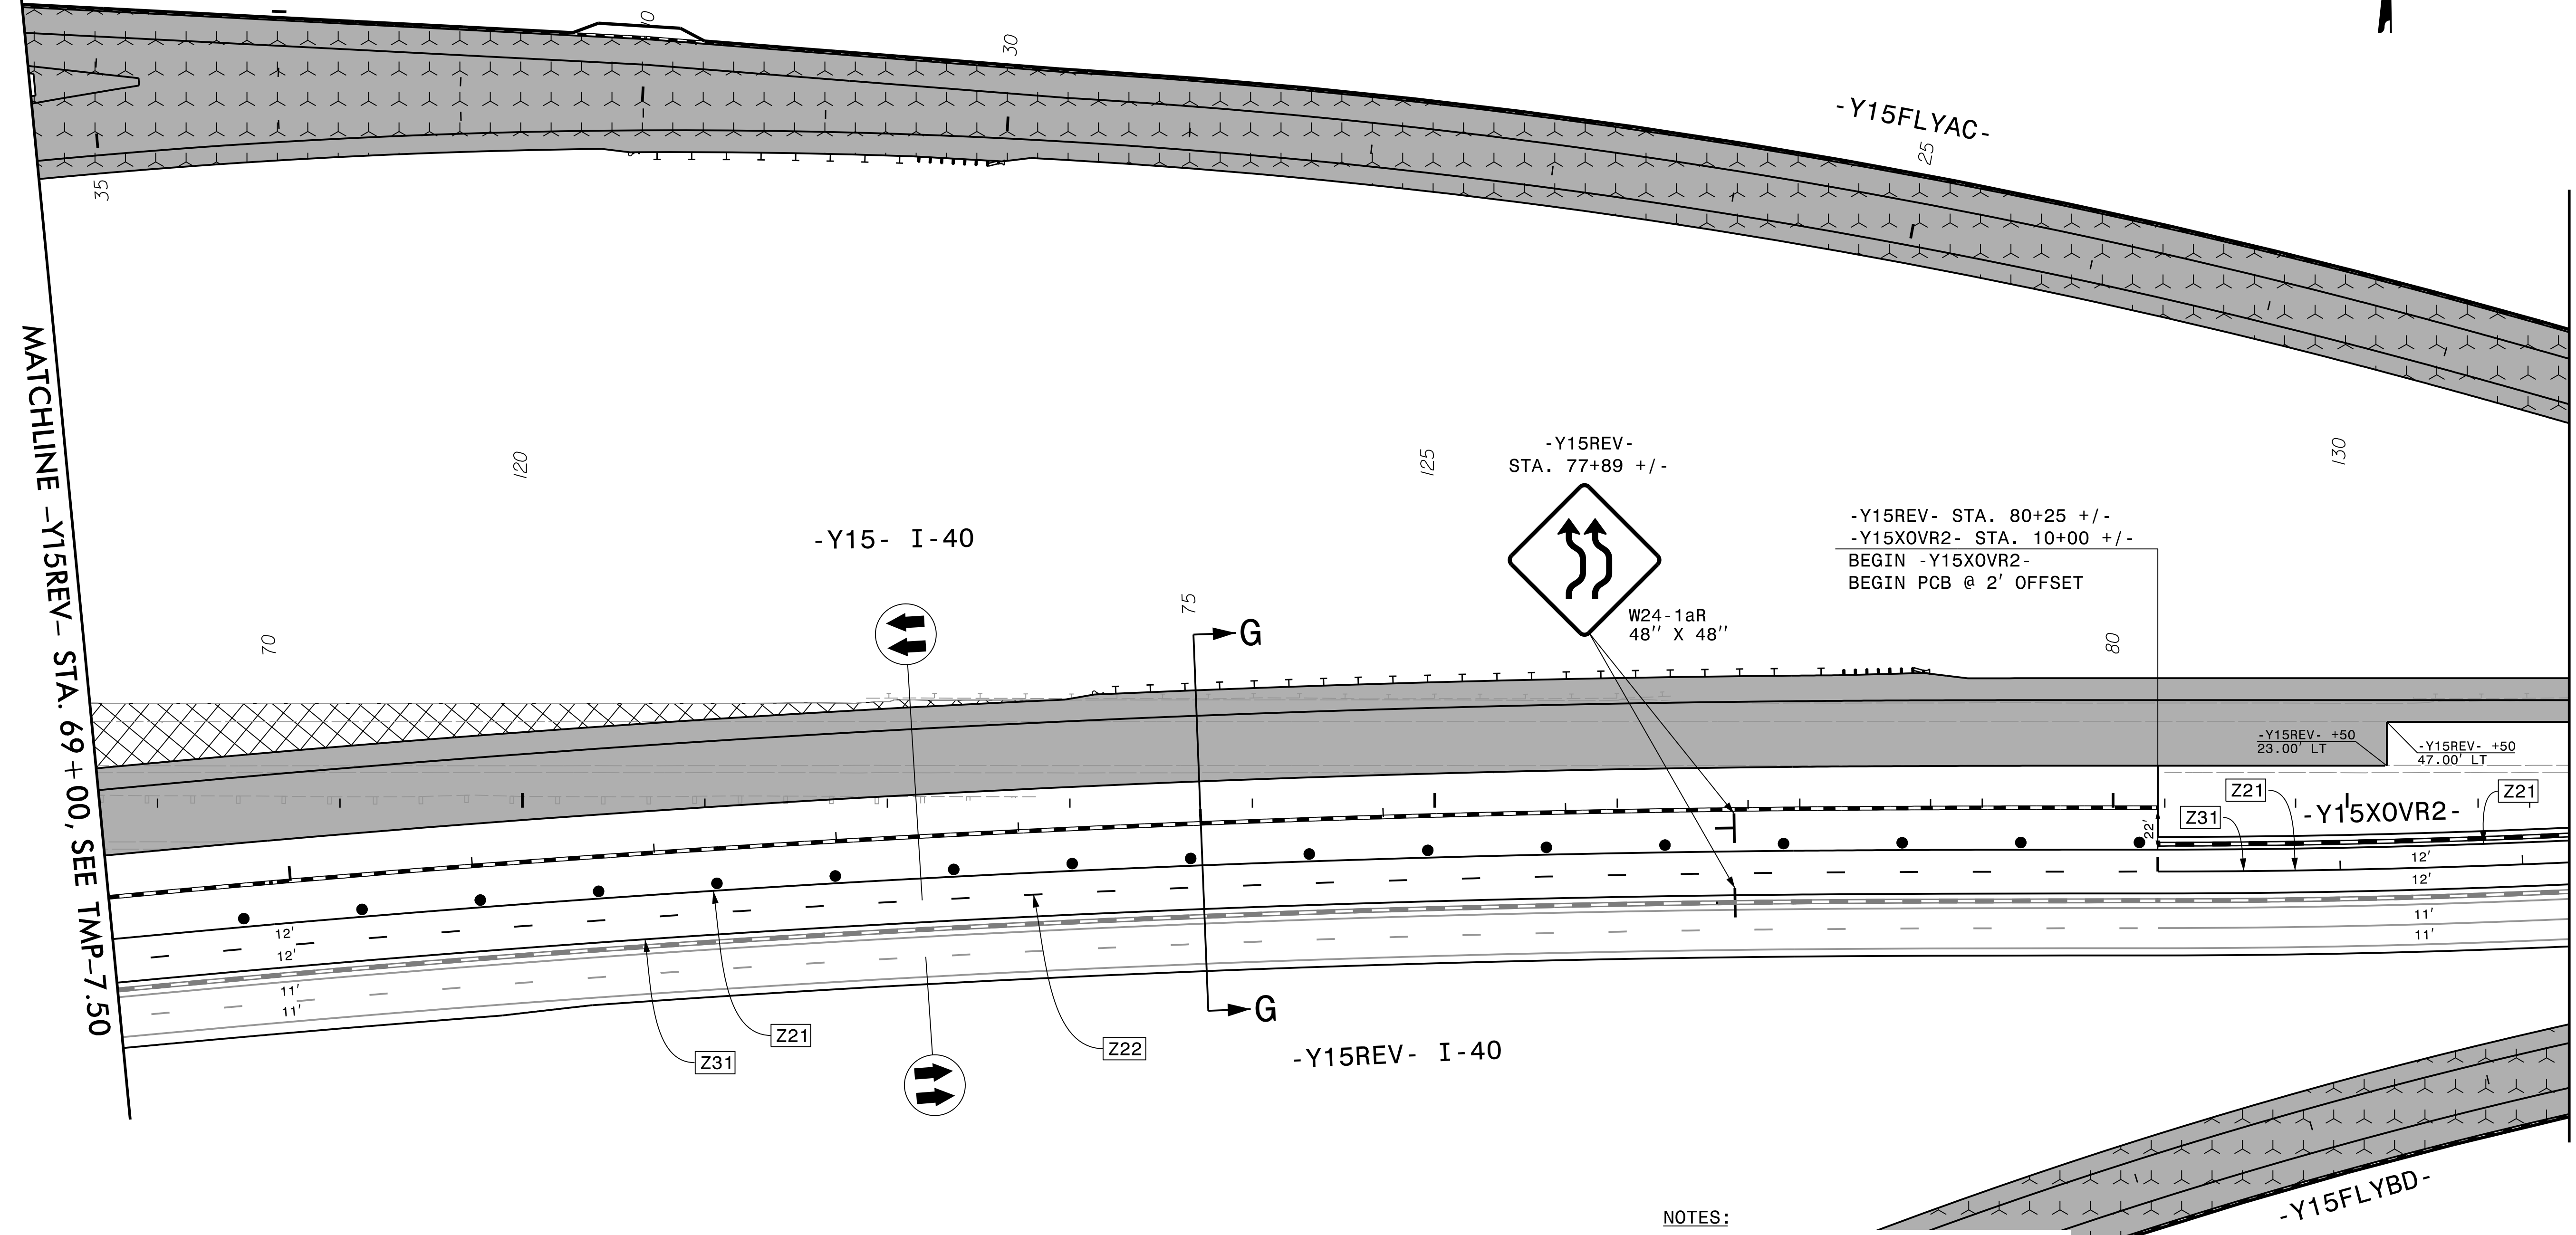 30
-Y15FLYAC-
25
35
MATCHLINE -Y15REV- STA. 69+00, SEE TMP-7.50
120
125
130
-Y15REV-
STA. 77+89 +/-
W24-1aR
48" X 48"
-Y15REV- STA. 80+25 +/-
-Y15XOVR2- STA. 10+00 +/-
BEGIN -Y15XOVR2-
BEGIN PCB @ 2' OFFSET
-Y15- I-40
75
G
70
80
-Y15REV- +50
23.00' LT
-Y15REV- +50
47.00' LT
Z21
Z21
Z31
-Y15XOVR2-
22'
12'
12'
11'
11'
12'
12'
11'
11'
G
Z21
Z31
Z22
-Y15REV- I-40
-Y15FLYBD-
NOTES: